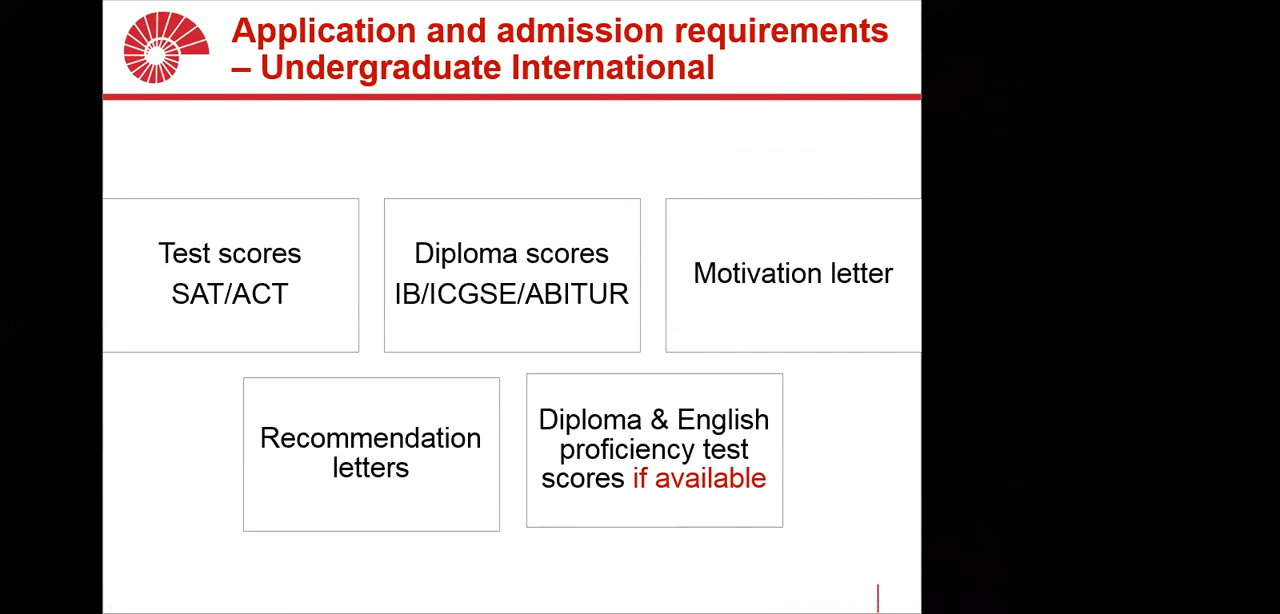 Application and admission requirements
– Undergraduate International
Test scores
SAT/ACT
Diploma scores
IB/ICGSE/ABITUR
Motivation letter
Recommendation
letters
Diploma & English
proficiency test
scores if available